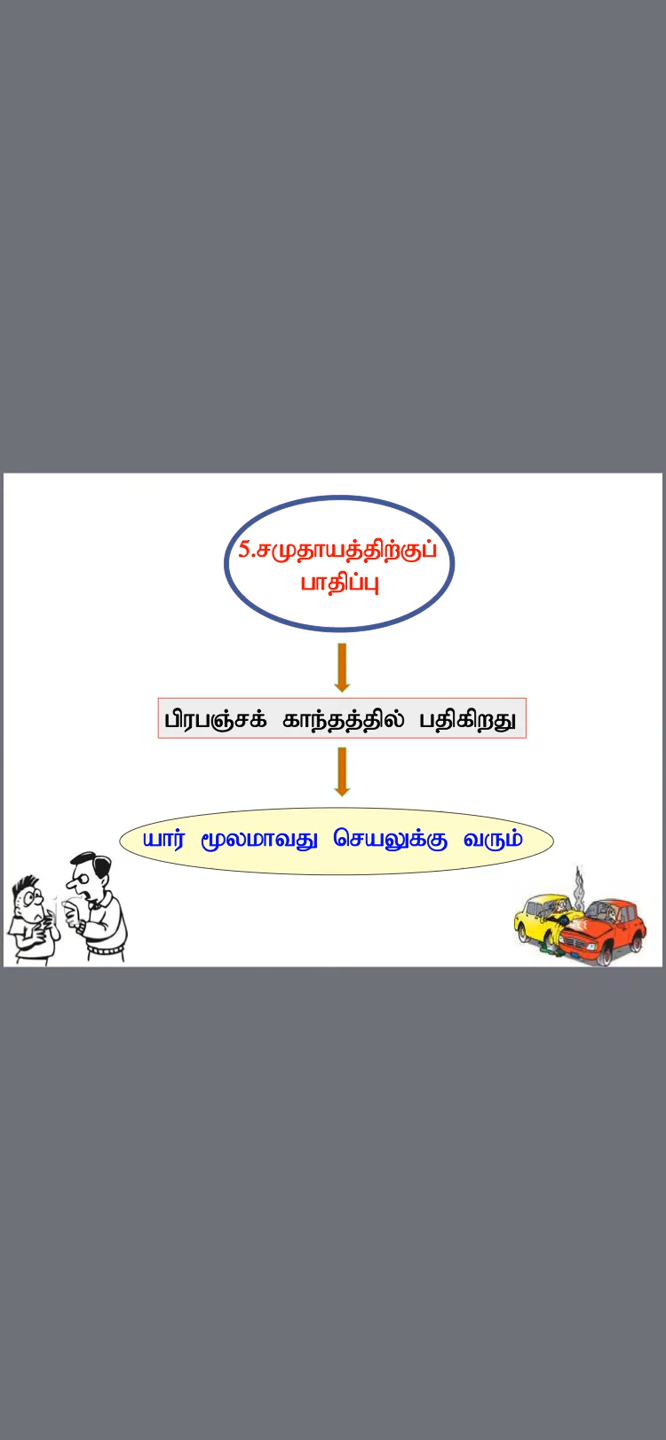 5.சமுதாயத்திற்குப்
பாதிப்பு
பிரபஞ்சக் காந்தத்தில் பதிகிறது
யார் மூலமாவது செயலுக்கு வரும்